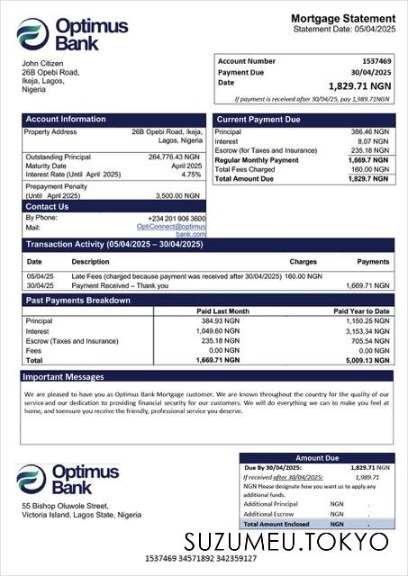 Optimus
Bank
Mortgage Statement
Statement Date: 05/04/2025
John Citizen
26B Opebi Road,
Ikeja, Lagos,
Nigeria
Account Number 1537469
Payment Due 30/04/2025
Date 1,829.71 NGN
If payment is received after 30/04/25, pay 1,989.71NGN
Account Information
Property Address 26B Opebi Road, Ikeja,
Lagos, Nigeria
Outstanding Principal 264,776.43 NGN
Maturity Date April 2025
Interest Rate (Until April 2025) 4.75%
Prepayment Penalty
(Until April 2025) 3,500.00 NGN
Contact Us
By Phone: +234 201 906 3600
Mail: OptiConnect@optimus
bank.com
Current Payment Due
Principal 386.46 NGN
Interest 8.07 NGN
Escrow (for Taxes and Insurance) 235.18 NGN
Regular Monthly Payment 1,669.7 NGN
Total Fees Charged 160.00 NGN
Total Amount Due 1,829.7 NGN
Transaction Activity (05/04/2025 – 30/04/2025)
Date Description Charges Payments
05/04/25 Late Fees (charged because payment was received after 30/04/2025) 160.00 NGN
30/04/25 Payment Received – Thank you 1,669.71 NGN
Past Payments Breakdown
Paid Last Month Paid Year to Date
Principal 384.93 NGN 1,150.25 NGN
Interest 1,049.60 NGN 3,153.34 NGN
Escrow (Taxes and Insurance) 235.18 NGN 705.54 NGN
Fees 0.00 NGN 0.00 NGN
Total 1,669.71 NGN 5,009.13 NGN
Important Messages
We are pleased to have you as Optimus Bank Mortgage customer. We are known throughout the country for the quality of our
service and our dedication to providing financial security for our customers. We will do everything we can to make you feel at
home, and toensure you receive the friendly, professional service you deserve.
Optimus
Bank
55 Bishop Oluwole Street,
Victoria Island, Lagos State, Nigeria
Amount Due
Due By 30/04/2025: 1,829.71 NGN
If received after 30/04/2025: 1,989.71
NGN Please designate how you want us to apply any
additional funds.
Additional Principal NGN .
Additional Escrow NGN .
Total Amount Enclosed NGN .
SUZUMEU.TOKYO
1537469 34571892 342359127